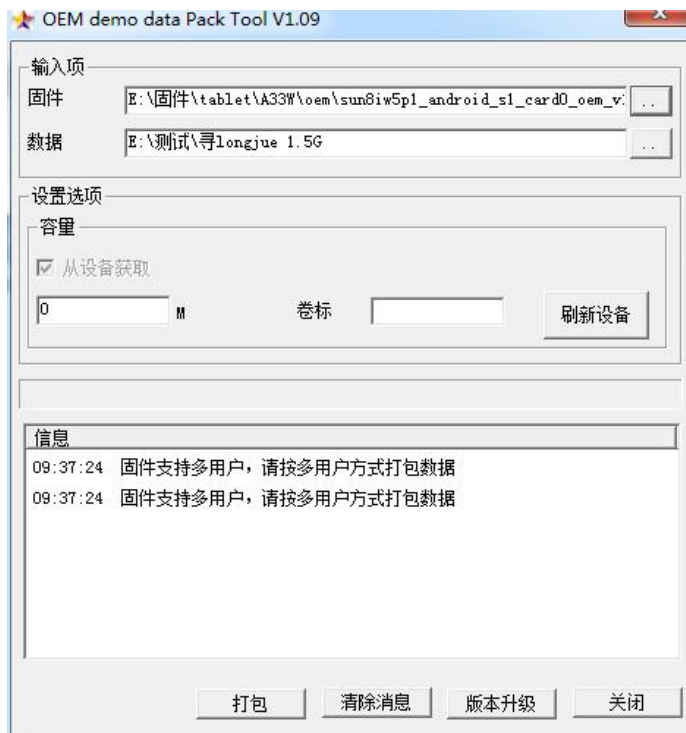 OEM demo data Pack Tool V1.09
输入项
固件 E:\固件\tablet\A33W\oem\sun8iw5p1_android_s1_card0_oem_v: ..
数据 E:\测试\寻longjue 1.5G ..
设置选项
容量
从设备获取
0 M 卷标 刷新设备
信息
09:37:24 固件支持多用户，请按多用户方式打包数据
09:37:24 固件支持多用户，请按多用户方式打包数据
打包 清除消息 版本升级 关闭